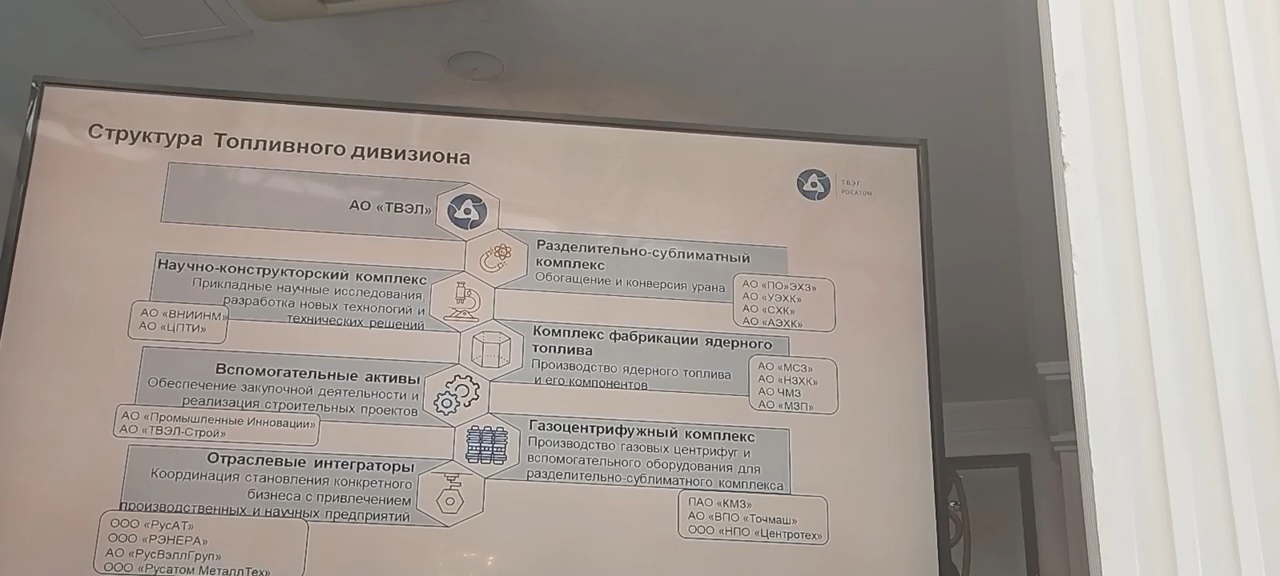 Структура Топливного дивизиона
ТВЭЛ
РОСАТОМ
АО «ТВЭЛ»
Разделительно-сублиматный
комплекс
Обогащение и конверсия урана
АО «ПО»ЭХЗ»
АО «УЭХК»
АО «СХК»
АО «АЭХК»
Научно-конструкторский комплекс
Прикладные научные исследования,
разработка новых технологий и
технических решений
АО «ВНИИНМ»
АО «ЦПТИ»
Комплекс фабрикации ядерного
топлива
Производство ядерного топлива
и его компонентов
АО «МСЗ»
АО «НЗХК»
АО ЧМЗ
АО «МЗП»
Вспомогательные активы
Обеспечение закупочной деятельности и
реализация строительных проектов
АО «Промышленные Инновации»
АО «ТВЭЛ-Строй»
Газоцентрифужный комплекс
Производство газовых центрифуг и
вспомогательного оборудования для
разделительно-сублиматного комплекса
ПАО «КМЗ»
АО «ВПО «Точмаш»
ООО «НПО «Центротех»
Отраслевые интеграторы
Координация становления конкретного
бизнеса с привлечением
производственных и научных предприятий
ООО «РусАТ»
ООО «РЭНЕРА»
АО «РусВэллГруп»
ООО «Русатом МеталлТех»